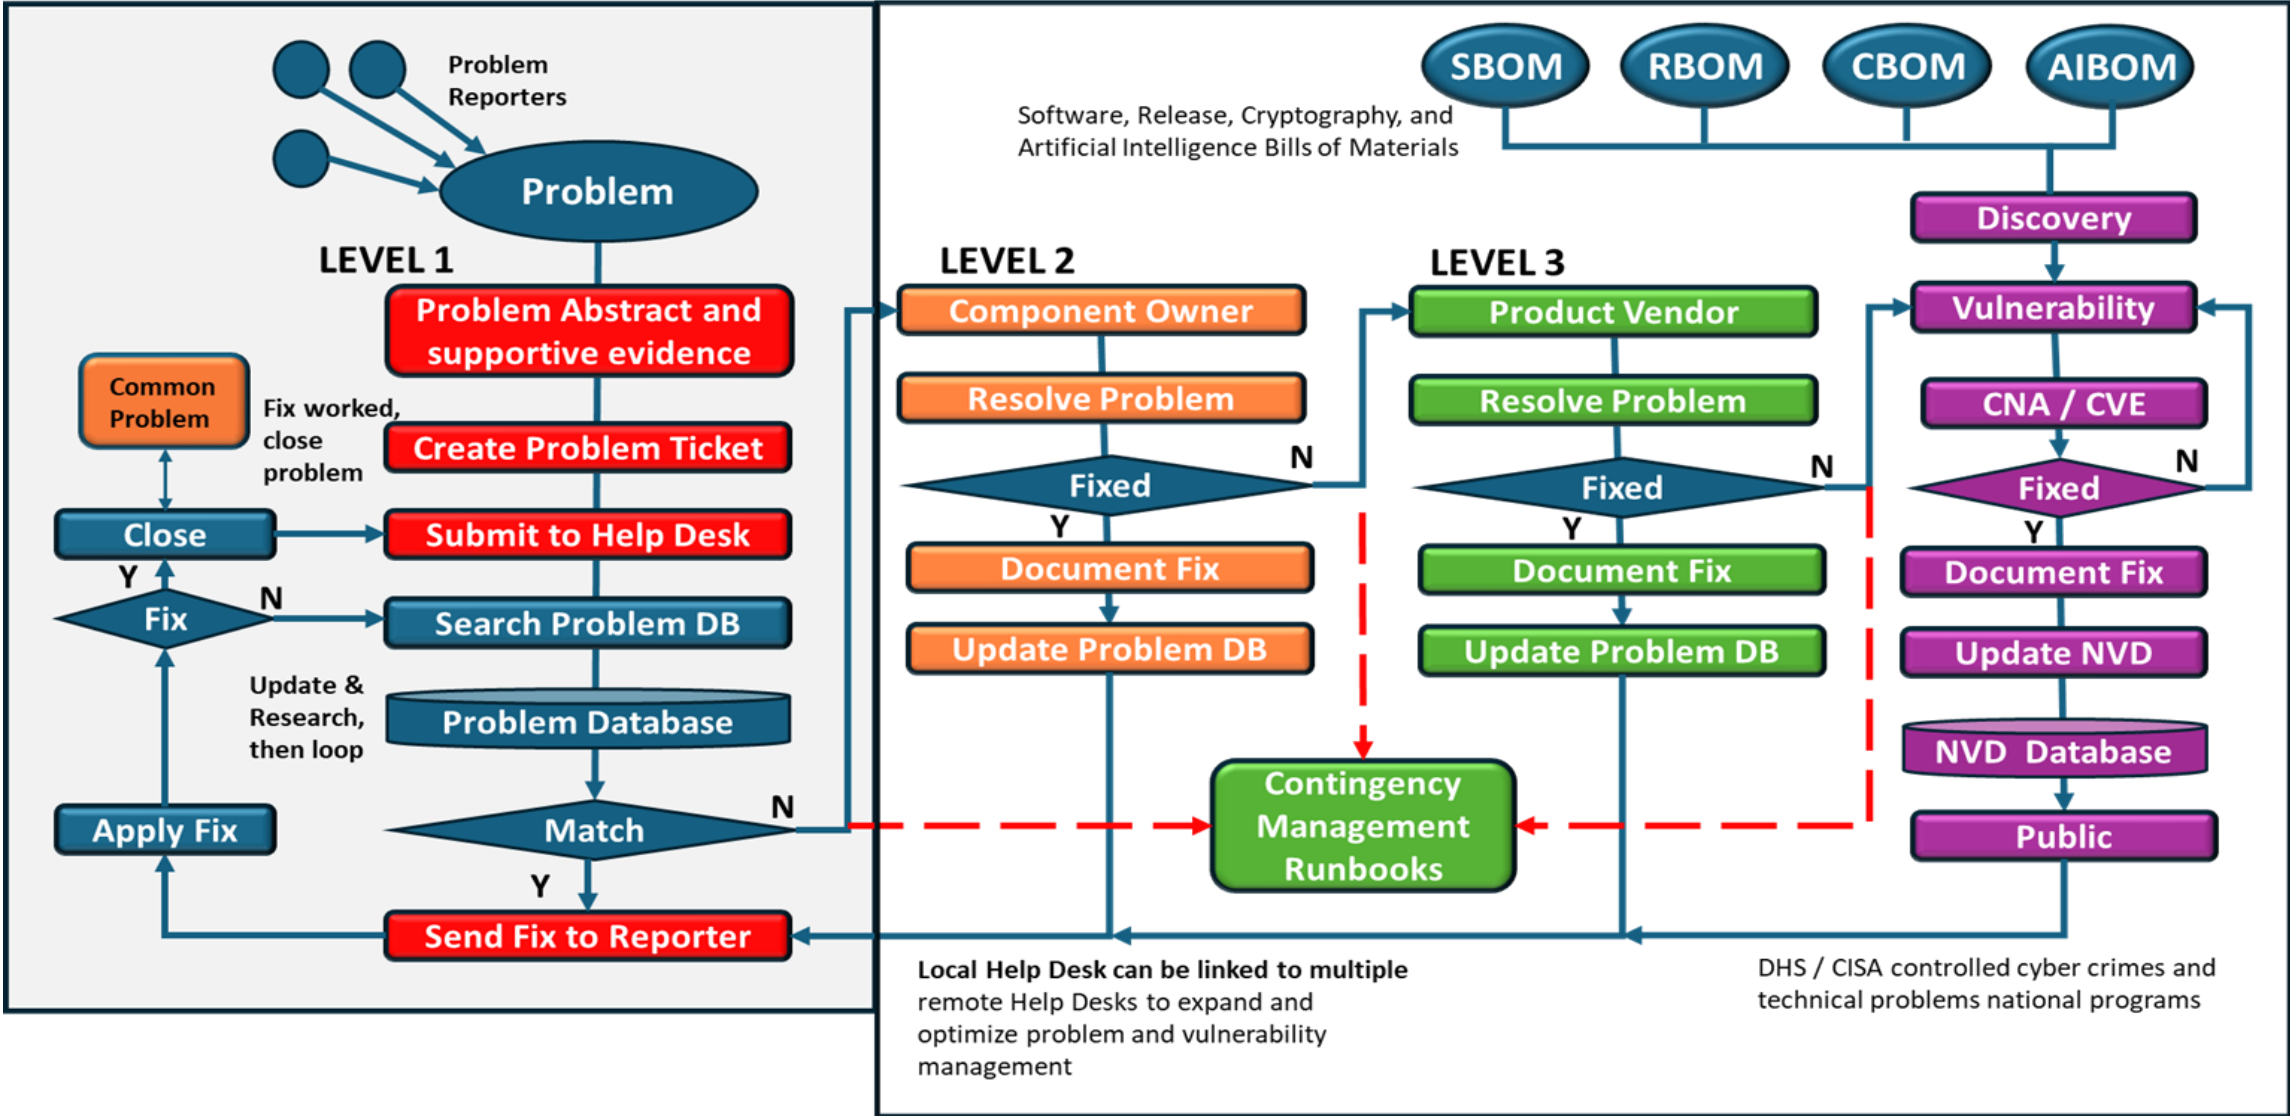 Problem
Reporters
Problem
LEVEL 1
Problem Abstract and
supportive evidence
Common
Problem
Fix worked,
close
problem
Create Problem Ticket
Close
Submit to Help Desk
Y
N
Fix
Search Problem DB
Update &
Research,
then loop
Problem Database
Apply Fix
Match
N
Y
Send Fix to Reporter
SBOM
RBOM
CBOM
AIBOM
Software, Release, Cryptography, and
Artificial Intelligence Bills of Materials
LEVEL 2
Component Owner
Resolve Problem
Fixed
N
Y
Document Fix
Update Problem DB
LEVEL 3
Product Vendor
Resolve Problem
Fixed
N
Y
Document Fix
Update Problem DB
Contingency
Management
Runbooks
Discovery
Vulnerability
CNA / CVE
Fixed
N
Y
Document Fix
Update NVD
NVD Database
Public
Local Help Desk can be linked to multiple
remote Help Desks to expand and
optimize problem and vulnerability
management
DHS / CISA controlled cyber crimes and
technical problems national programs